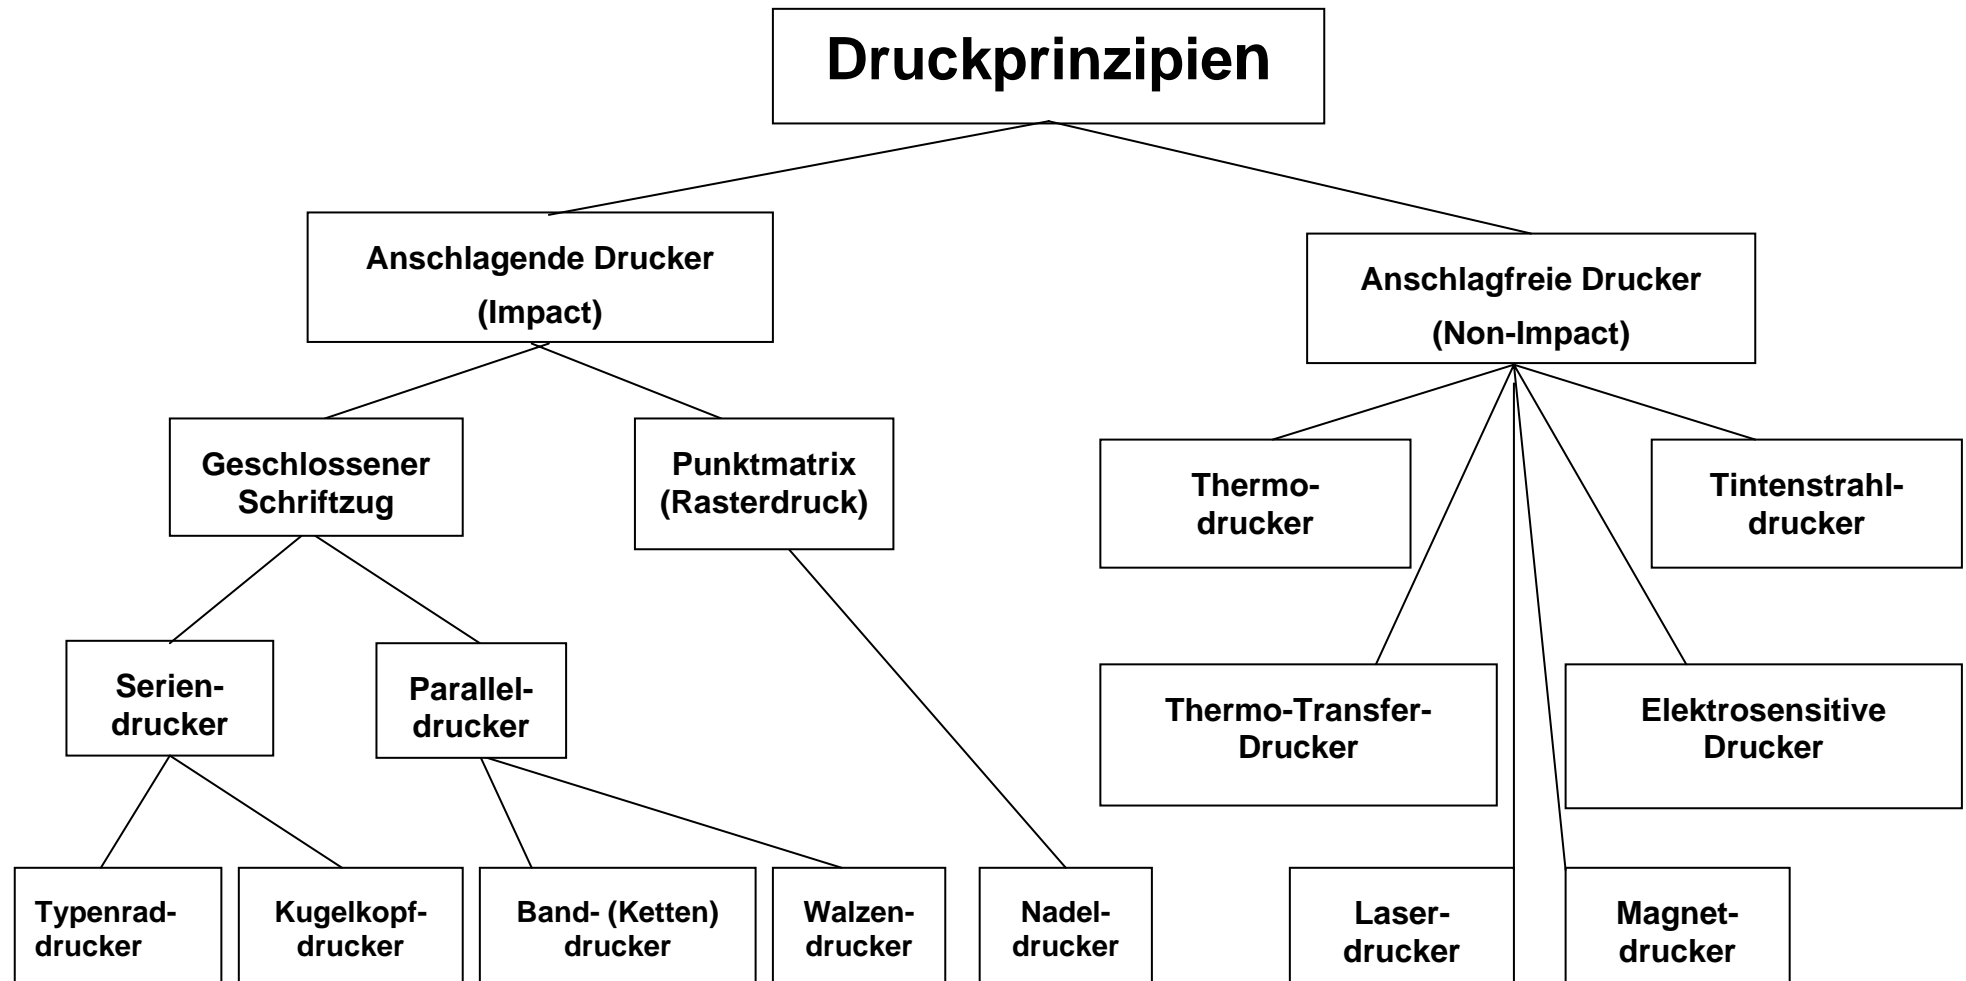 Druckprinzipien
Anschlagende Drucker
(Impact)
Anschlagfreie Drucker
(Non-Impact)
Geschlossener
Schriftzug
Punktmatrix
(Rasterdruck)
Thermo-
drucker
Tintenstrahl-
drucker
Serien-
drucker
Parallel-
drucker
Thermo-Transfer-
Drucker
Elektrosensitive
Drucker
Typenrad-
drucker
Kugelkopf-
drucker
Band- (Ketten)
drucker
Walzen-
drucker
Nadel-
drucker
Laser-
drucker
Magnet-
drucker